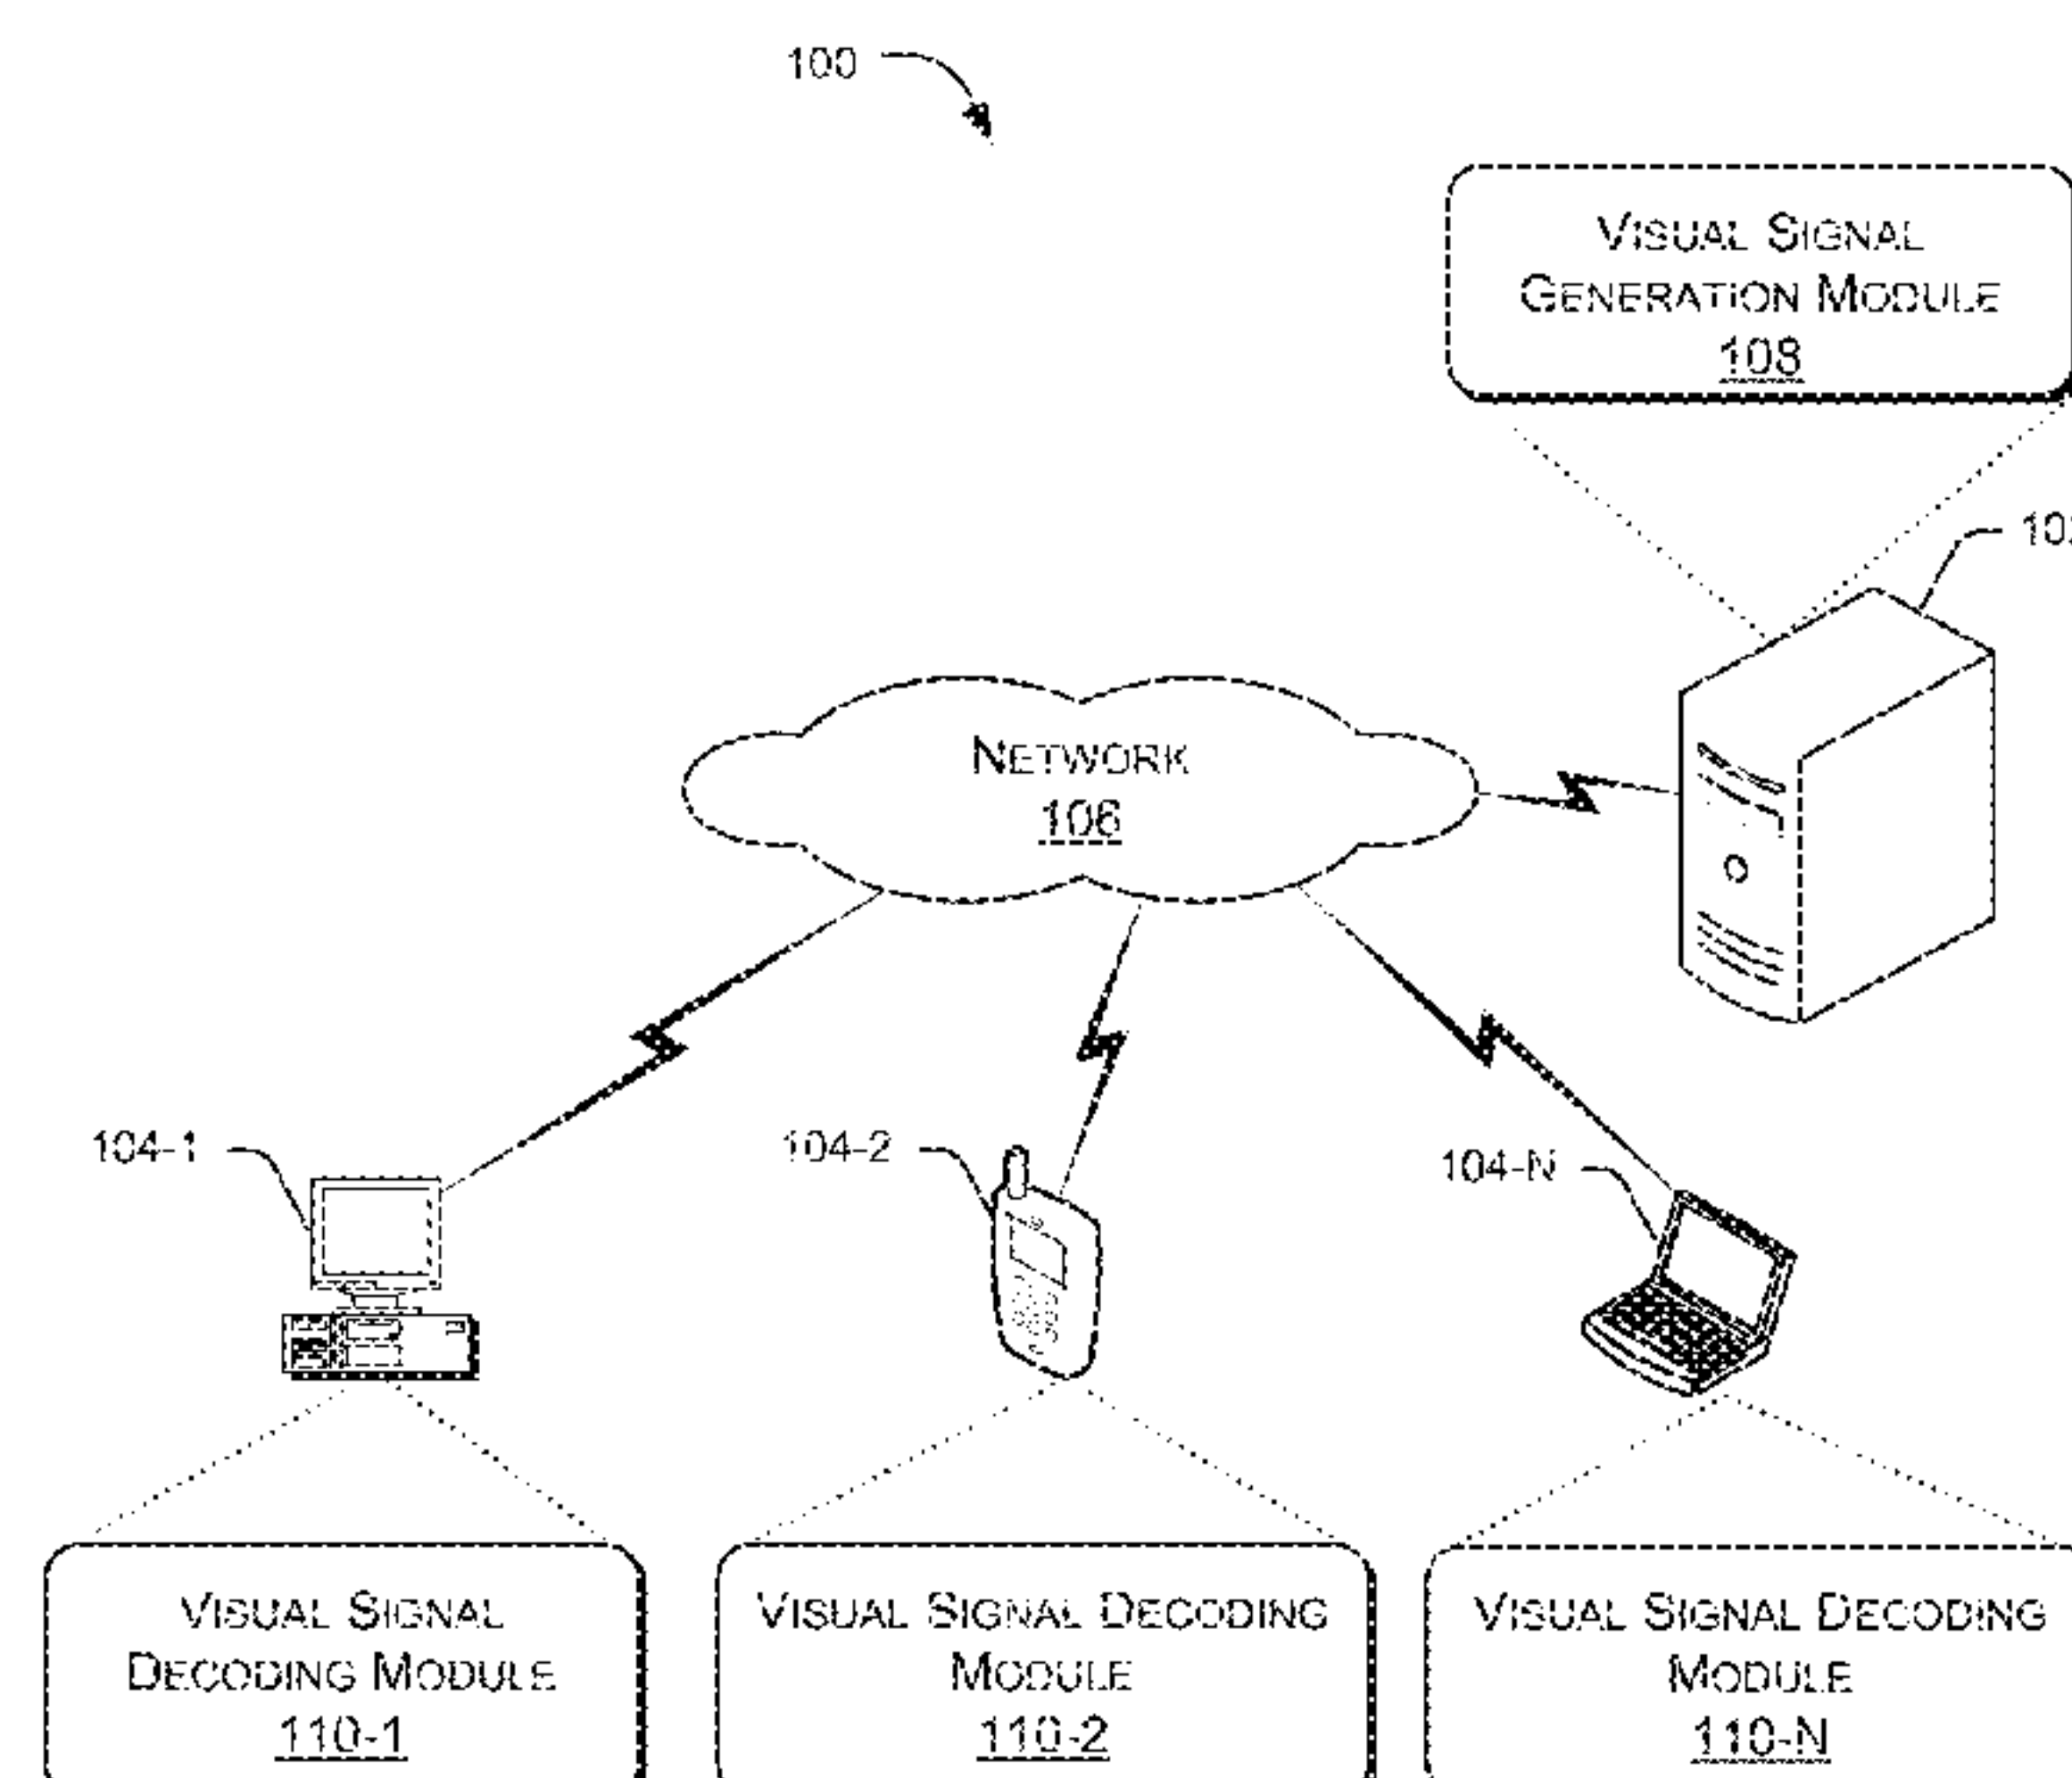 100
VISUAL SIGNAL
GENERATION MODULE
108
NETWORK
106
104-1
104-2
104-N
VISUAL SIGNAL
DECODING MODULE
110-1
VISUAL SIGNAL DECODING
MODULE
110-2
VISUAL SIGNAL DECODING
MODULE
110-N